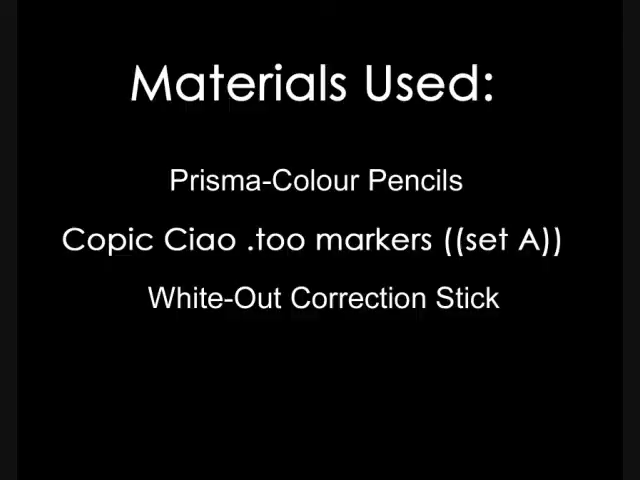 Materials Used:
Prisma-Colour Pencils
Copic Ciao .too markers ((set A))
White-Out Correction Stick